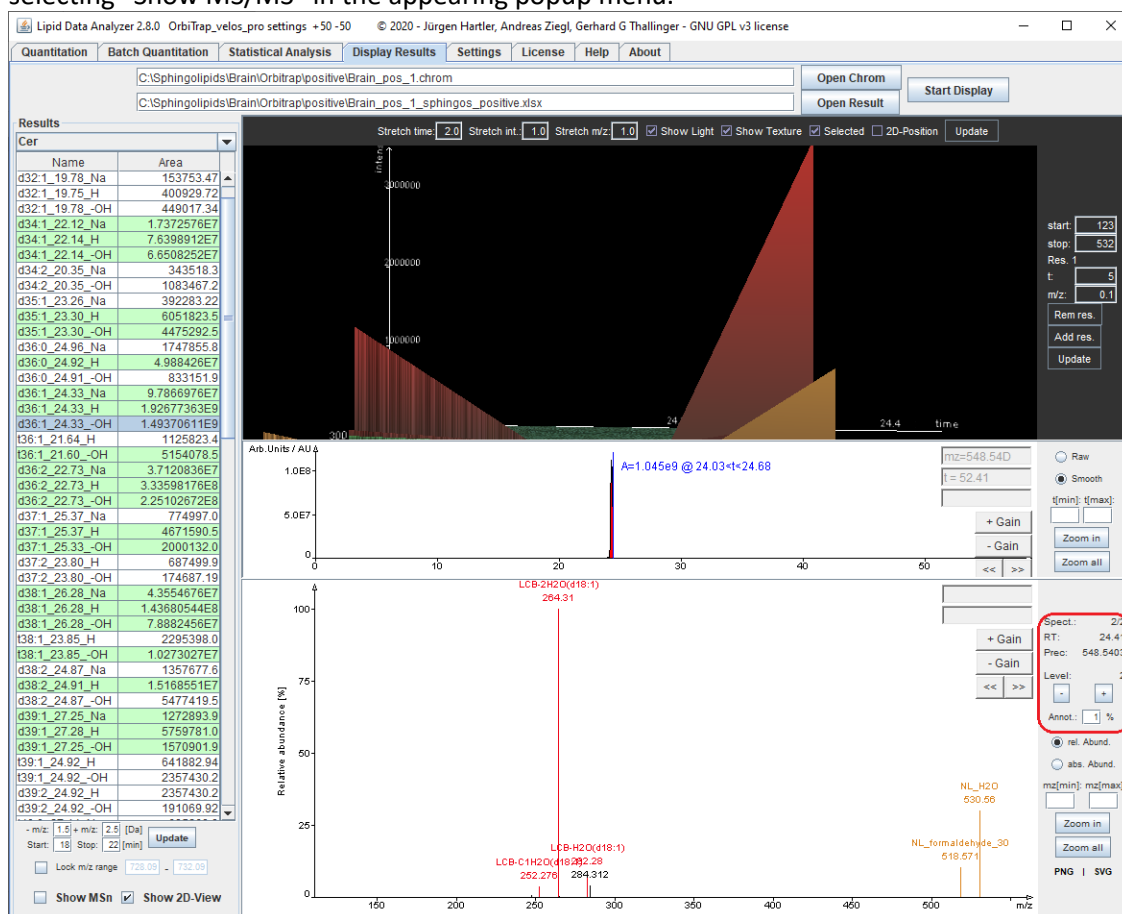 selecting "Show MS/MS" in the appearing popup menu.
Lipid Data Analyzer 2.8.0 OrbiTrap_velos_pro settings +50 -50 © 2020 - Jürgen Hartler, Andreas Ziegl, Gerhard G Thallinger - GNU GPL v3 license
Quantitation Batch Quantitation Statistical Analysis Display Results Settings License Help About
C:\Sphingolipids\Brain\Orbitrap\positive\Brain_pos_1.chrom Open Chrom
Start Display
C:\Sphingolipids\Brain\Orbitrap\positive\Brain_pos_1_sphingos_positive.xlsx Open Result
Results
Cer
Name Area
d32:1_19.78_Na 153753.47
d32:1_19.75_H 400929.72
d32:1_19.78_-OH 449017.34
d34:1_22.12_Na 1.7372576E7
d34:1_22.14_H 7.6398912E7
d34:1_22.14_-OH 6.6508252E7
d34:2_20.35_Na 343518.3
d34:2_20.35_-OH 1083467.2
d35:1_23.26_Na 392283.22
d35:1_23.30_H 6051823.5
d35:1_23.30_-OH 4475292.5
d36:0_24.96_Na 1747855.8
d36:0_24.92_H 4.988426E7
d36:0_24.91_-OH 833151.9
d36:1_24.33_Na 9.7866976E7
d36:1_24.33_H 1.92677363E9
d36:1_24.33_-OH 1.49370611E9
t36:1_21.64_H 1125823.4
t36:1_21.60_-OH 5154078.5
d36:2_22.73_Na 3.7120836E7
d36:2_22.73_H 3.33598176E8
d36:2_22.73_-OH 2.25102672E8
d37:1_25.37_Na 774997.0
d37:1_25.37_H 4671590.5
d37:1_25.33_-OH 2000132.0
d37:2_23.80_H 687499.9
d37:2_23.80_-OH 174687.19
d38:1_26.28_Na 4.3554676E7
d38:1_26.28_H 1.43680544E8
d38:1_26.28_-OH 7.8882456E7
t38:1_23.85_H 2295398.0
t38:1_23.85_-OH 1.0273027E7
d38:2_24.87_Na 1357677.6
d38:2_24.91_H 1.5168551E7
d38:2_24.87_-OH 5477419.5
d39:1_27.25_Na 1272893.9
d39:1_27.28_H 5759781.0
d39:1_27.25_-OH 1570901.9
t39:1_24.92_H 641882.94
t39:1_24.92_-OH 2357430.2
d39:2_24.92_H 2357430.2
d39:2_24.92_-OH 191069.92
- m/z: 1.5 + m/z: 2.5 [Da]
Update
Start: 18 Stop: 22 [min]
Lock m/z range 728.09 - 732.09
Show MSn Show 2D-View
Stretch time: 2.0 Stretch int.: 1.0 Stretch m/z: 1.0 Show Light Show Texture Selected 2D-Position Update
3000000
2000000
1000000
300
24.4 time
start: 123
stop: 532
Res. 1
t: 5
m/z: 0.1
Rem res.
Add res.
Update
Arb.Units / AU
1.0E8
5.0E7
0
0 10 20 30 40 50
A=1.045e9 @ 24.03<t<24.68
mz=548.54D
t = 52.41
+ Gain
- Gain
<< >>
Raw
Smooth
t[min]: t[max]:
Zoom in
Zoom all
Relative abundance [%]
100
75
50
25
0
150 200 250 300 350 400 450 500 m/z
LCB-2H2O(d18:1)
264.31
LCB-H2O(d18:1)
284.312
252.276
NL_H2O
530.56
NL_formaldehyde_30
518.571
+ Gain
- Gain
<< >>
Spect.: 2/2
RT: 24.41
Prec: 548.5403
Level: 2
- +
Annot.: 1 %
rel. Abund.
abs. Abund.
mz[min]: mz[max]
Zoom in
Zoom all
PNG | SVG